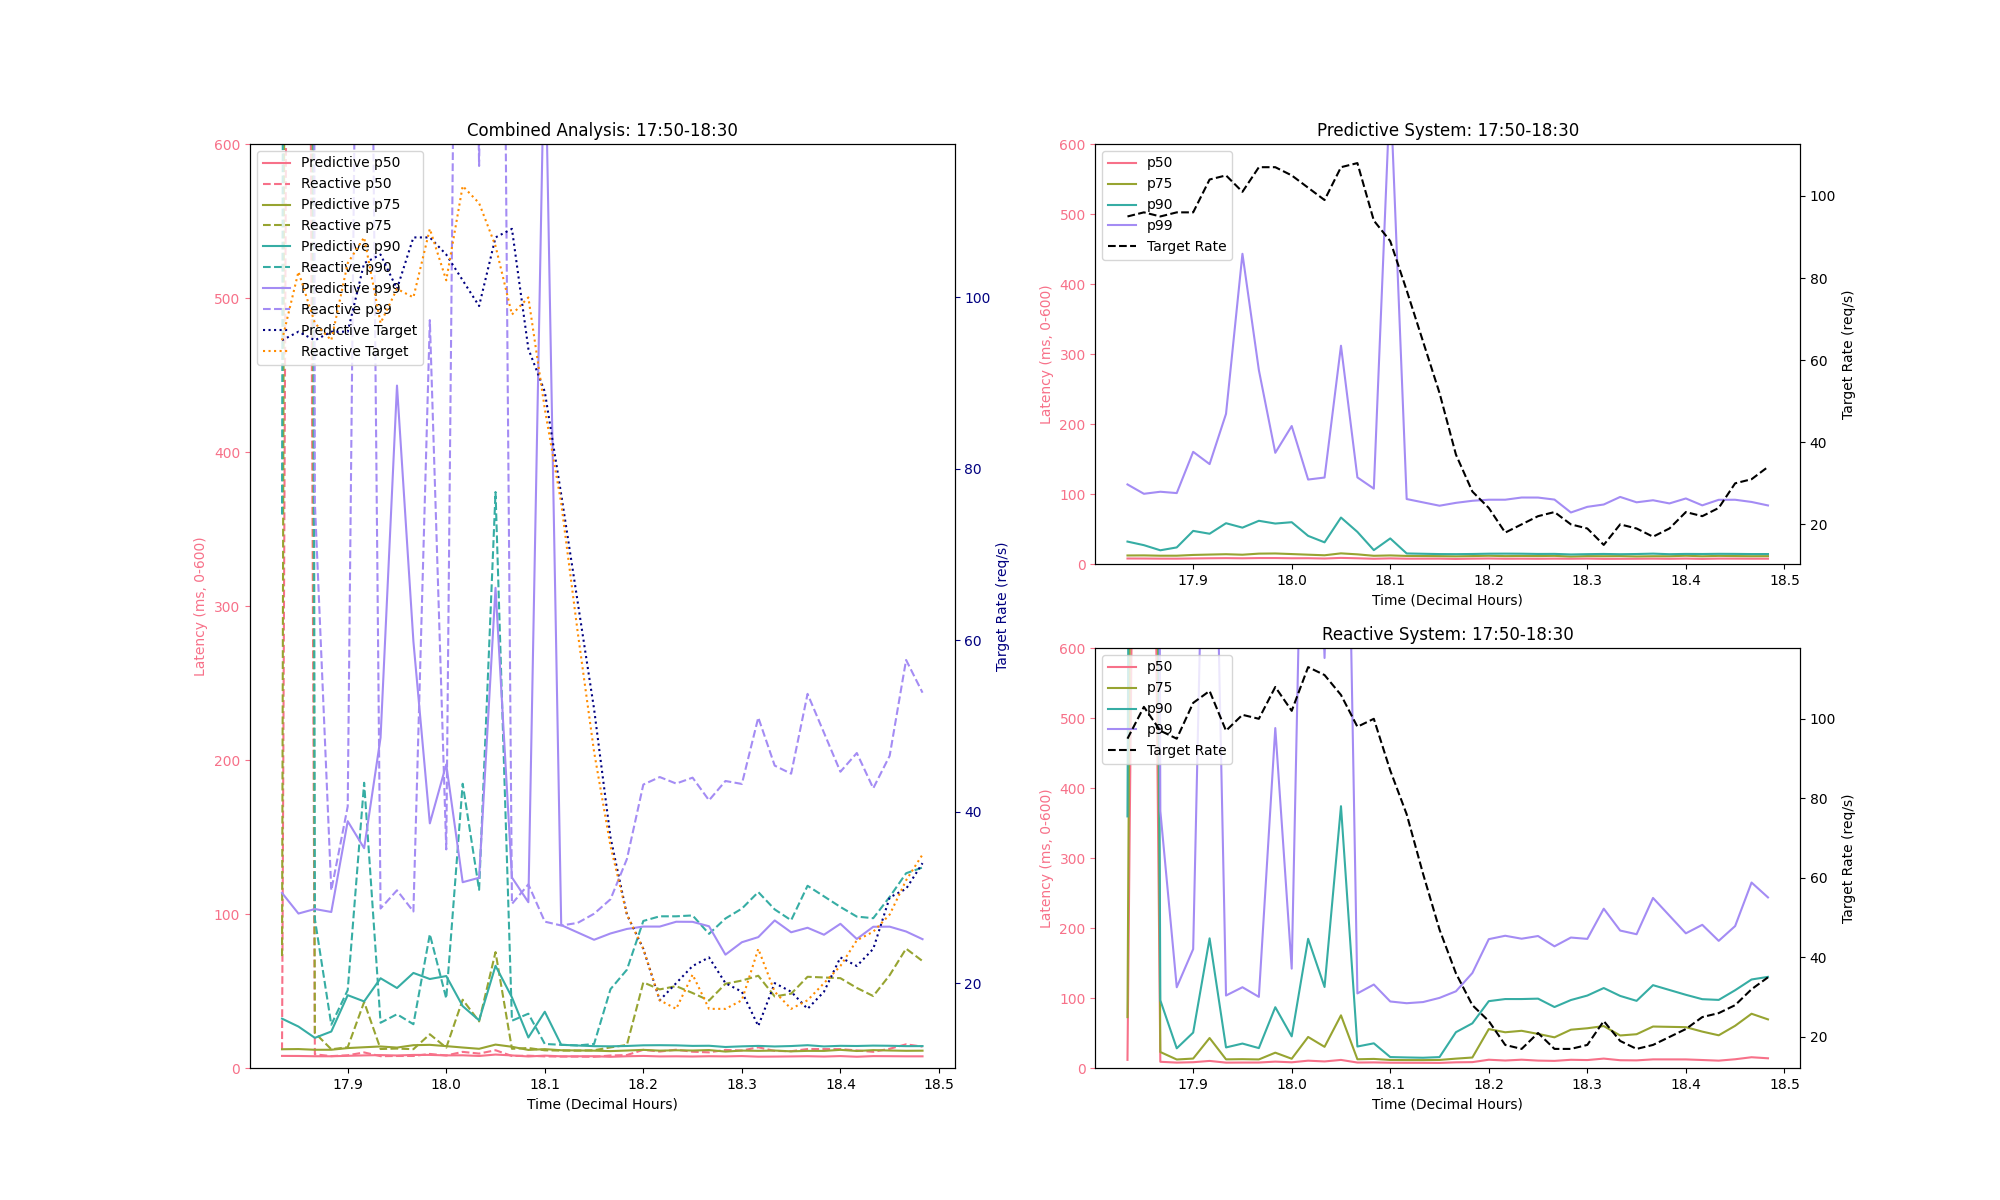 Combined Analysis: 17:50-18:30
600
500
400
300
200
100
0
Latency (ms, 0-600)
Predictive p50
Reactive p50
Predictive p75
Reactive p75
Predictive p90
Reactive p90
Predictive p99
Reactive p99
Predictive Target
Reactive Target
100
80
60
40
20
Target Rate (req/s)
17.9 18.0 18.1 18.2 18.3 18.4 18.5
Time (Decimal Hours)
Predictive System: 17:50-18:30
600
500
400
300
200
100
0
Latency (ms, 0-600)
p50
p75
p90
p99
Target Rate
100
80
60
40
20
Target Rate (req/s)
17.9 18.0 18.1 18.2 18.3 18.4 18.5
Time (Decimal Hours)
Reactive System: 17:50-18:30
600
500
400
300
200
100
0
Latency (ms, 0-600)
p50
p75
p90
p99
Target Rate
100
80
60
40
20
Target Rate (req/s)
17.9 18.0 18.1 18.2 18.3 18.4 18.5
Time (Decimal Hours)